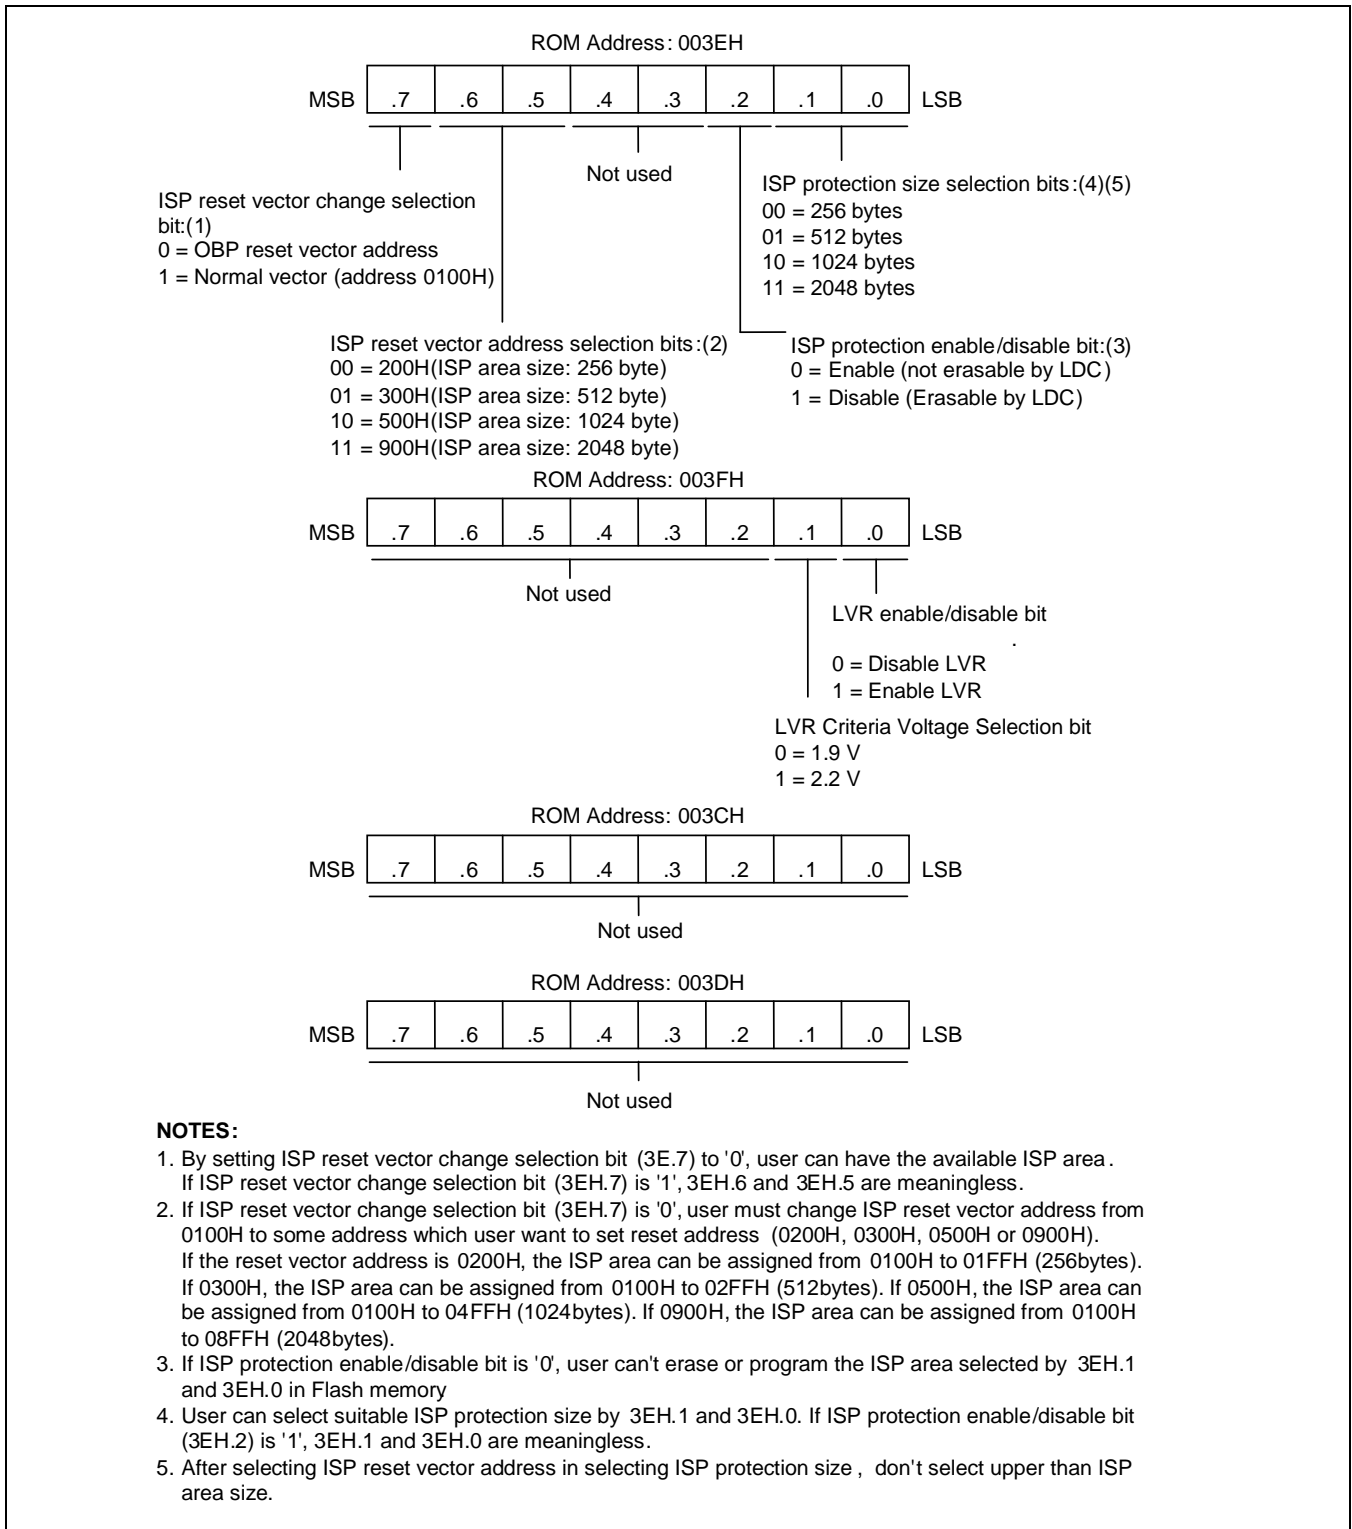 ROM Address: 003EH
MSB .7 .6 .5 .4 .3 .2 .1 .0 LSB
Not used
ISP reset vector change selection
bit:(1)
0 = OBP reset vector address
1 = Normal vector (address 0100H)
ISP protection size selection bits:(4)(5)
00 = 256 bytes
01 = 512 bytes
10 = 1024 bytes
11 = 2048 bytes
ISP reset vector address selection bits:(2)
00 = 200H(ISP area size: 256 byte)
01 = 300H(ISP area size: 512 byte)
10 = 500H(ISP area size: 1024 byte)
11 = 900H(ISP area size: 2048 byte)
ISP protection enable/disable bit:(3)
0 = Enable (not erasable by LDC)
1 = Disable (Erasable by LDC)
ROM Address: 003FH
MSB .7 .6 .5 .4 .3 .2 .1 .0 LSB
Not used
LVR enable/disable bit
.
0 = Disable LVR
1 = Enable LVR
LVR Criteria Voltage Selection bit
0 = 1.9 V
1 = 2.2 V
ROM Address: 003CH
MSB .7 .6 .5 .4 .3 .2 .1 .0 LSB
Not used
ROM Address: 003DH
MSB .7 .6 .5 .4 .3 .2 .1 .0 LSB
Not used
NOTES:
1. By setting ISP reset vector change selection bit (3E.7) to '0', user can have the available ISP area.
If ISP reset vector change selection bit (3EH.7) is '1', 3EH.6 and 3EH.5 are meaningless.
2. If ISP reset vector change selection bit (3EH.7) is '0', user must change ISP reset vector address from
0100H to some address which user want to set reset address (0200H, 0300H, 0500H or 0900H).
If the reset vector address is 0200H, the ISP area can be assigned from 0100H to 01FFH (256bytes).
If 0300H, the ISP area can be assigned from 0100H to 02FFH (512bytes). If 0500H, the ISP area can
be assigned from 0100H to 04FFH (1024bytes). If 0900H, the ISP area can be assigned from 0100H
to 08FFH (2048bytes).
3. If ISP protection enable/disable bit is '0', user can't erase or program the ISP area selected by 3EH.1
and 3EH.0 in Flash memory
4. User can select suitable ISP protection size by 3EH.1 and 3EH.0. If ISP protection enable/disable bit
(3EH.2) is '1', 3EH.1 and 3EH.0 are meaningless.
5. After selecting ISP reset vector address in selecting ISP protection size, don't select upper than ISP
area size.